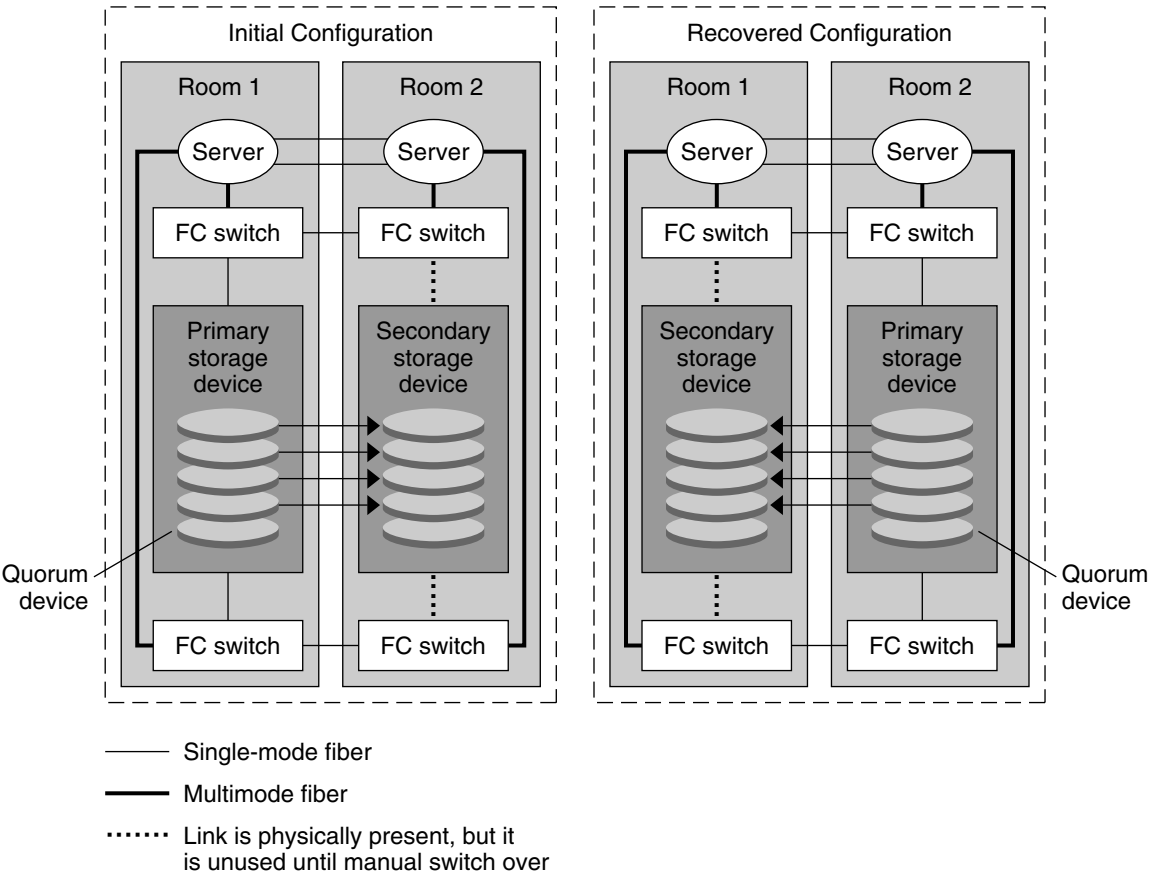 Initial Configuration
Room 1
Room 2
Server
Server
FC switch
FC switch
Primary
storage
device
Secondary
storage
device
Quorum
device
FC switch
FC switch
Recovered Configuration
Room 1
Room 2
Server
Server
FC switch
FC switch
Secondary
storage
device
Primary
storage
device
Quorum
device
FC switch
FC switch
Single-mode fiber
Multimode fiber
Link is physically present, but it
is unused until manual switch over